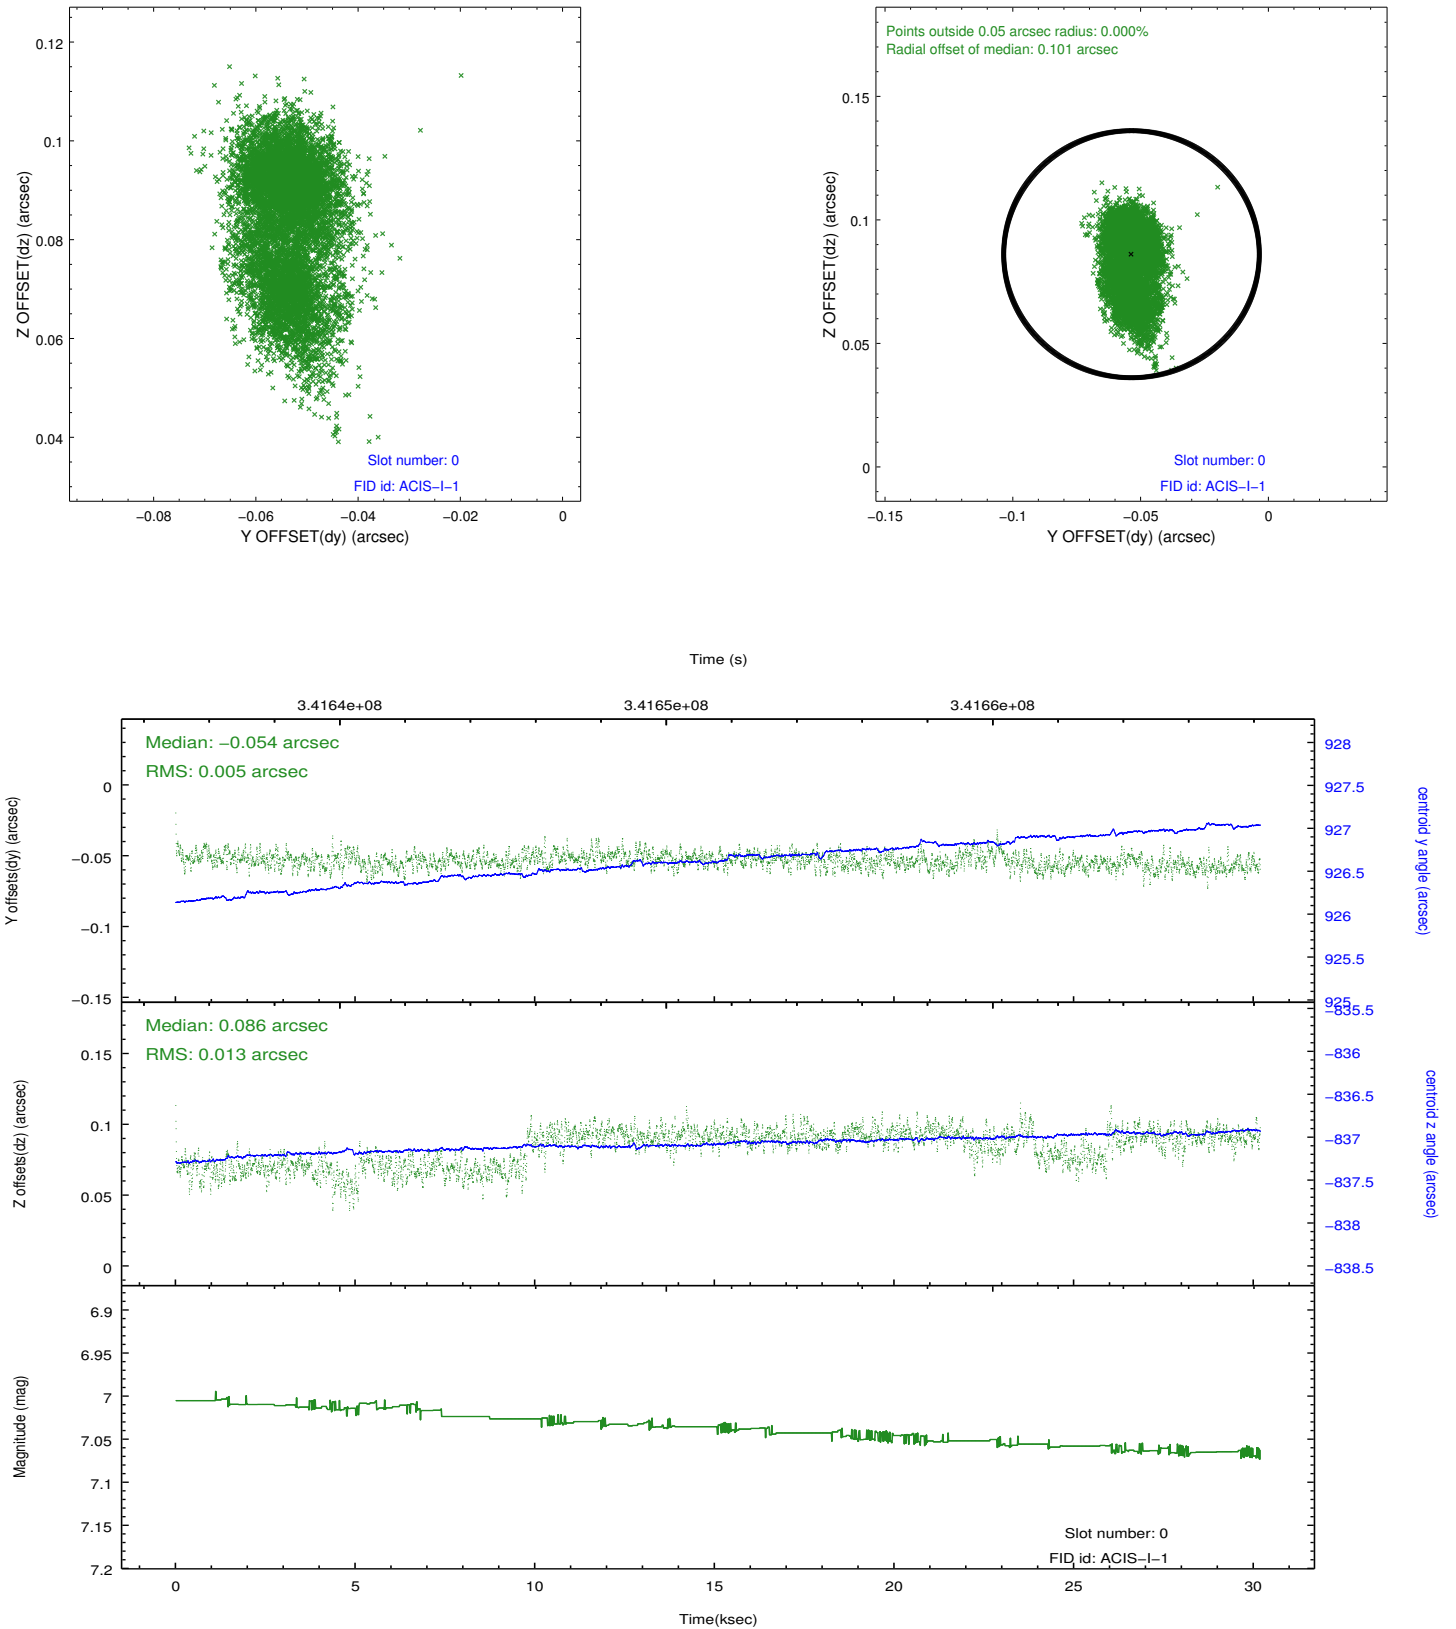 0.12
0.1
0.08
0.06
0.04
Z OFFSET(dz) (arcsec)
Slot number: 0
FID id: ACIS−I−1
−0.08
−0.06
−0.04
−0.02
0
Y OFFSET(dy) (arcsec)
Points outside 0.05 arcsec radius: 0.000%
Radial offset of median: 0.101 arcsec
0.15
0.1
0.05
0
Z OFFSET(dz) (arcsec)
Slot number: 0
FID id: ACIS−I−1
−0.15
−0.1
−0.05
0
Y OFFSET(dy) (arcsec)
Time (s)
3.4164e+08
3.4165e+08
3.4166e+08
Median: −0.054 arcsec
RMS: 0.005 arcsec
0
−0.05
−0.1
−0.15
Y offsets(dy) (arcsec)
928
927.5
927
926.5
926
925.5
925
centroid y angle (arcsec)
Median: 0.086 arcsec
RMS: 0.013 arcsec
0.15
0.1
0.05
0
Z offsets(dz) (arcsec)
−835.5
−836
−836.5
−837
−837.5
−838
−838.5
centroid z angle (arcsec)
6.9
6.95
7
7.05
7.1
7.15
7.2
Magnitude (mag)
Slot number: 0
FID id: ACIS−I−1
0
5
10
15
20
25
30
Time(ksec)